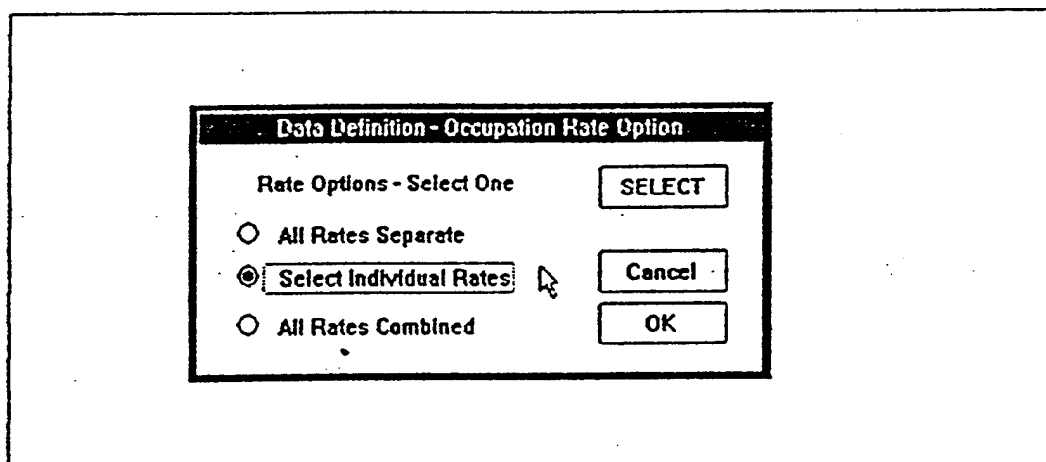 Data Definition - Occupation Rate Option
Rate Options - Select One
SELECT
All Rates Separate
Select Individual Rates
Cancel
All Rates Combined
OK